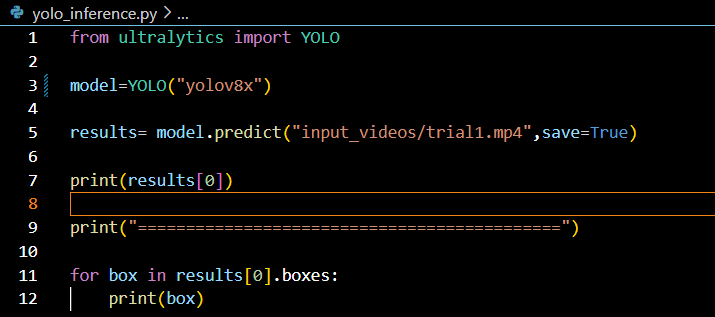 yolo_inference.py > ...
1 from ultralytics import YOLO
2
3 model=YOLO("yolov8x")
4
5 results= model.predict("input_videos/trial1.mp4",save=True)
6
7 print(results[0])
8
9 print("============================================")
10
11 for box in results[0].boxes:
12     print(box)